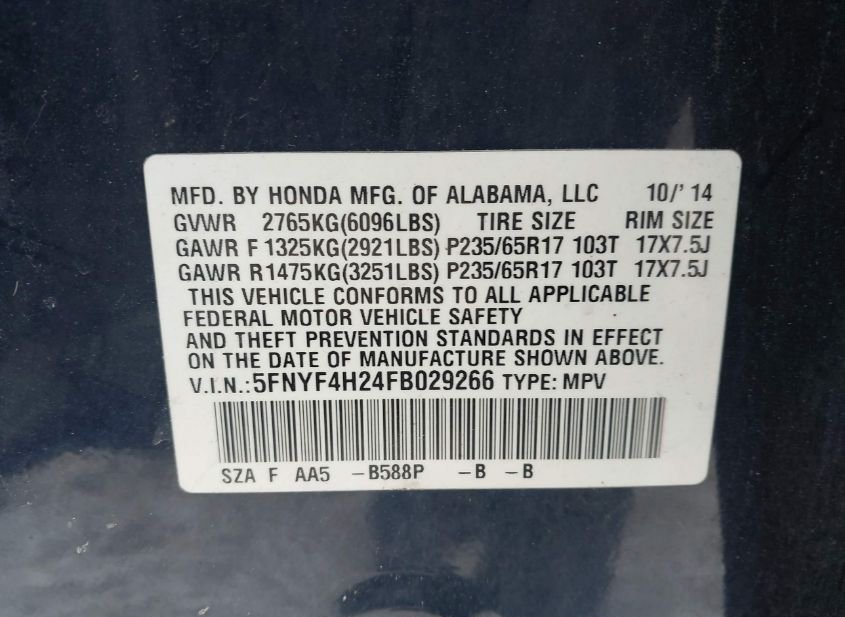 MFD. BY HONDA MFG. OF ALABAMA, LLC 10/'14
GVWR 2765KG(6096LBS) TIRE SIZE RIM SIZE
GAWR F 1325KG(2921LBS) P235/65R17 103T 17X7.5J
GAWR R1475KG(3251LBS) P235/65R17 103T 17X7.5J
THIS VEHICLE CONFORMS TO ALL APPLICABLE
FEDERAL MOTOR VEHICLE SAFETY
AND THEFT PREVENTION STANDARDS IN EFFECT
ON THE DATE OF MANUFACTURE SHOWN ABOVE.
V.I.N.:5FNYF4H24FB029266 TYPE: MPV
SZA F AA5 -B588P -B -B